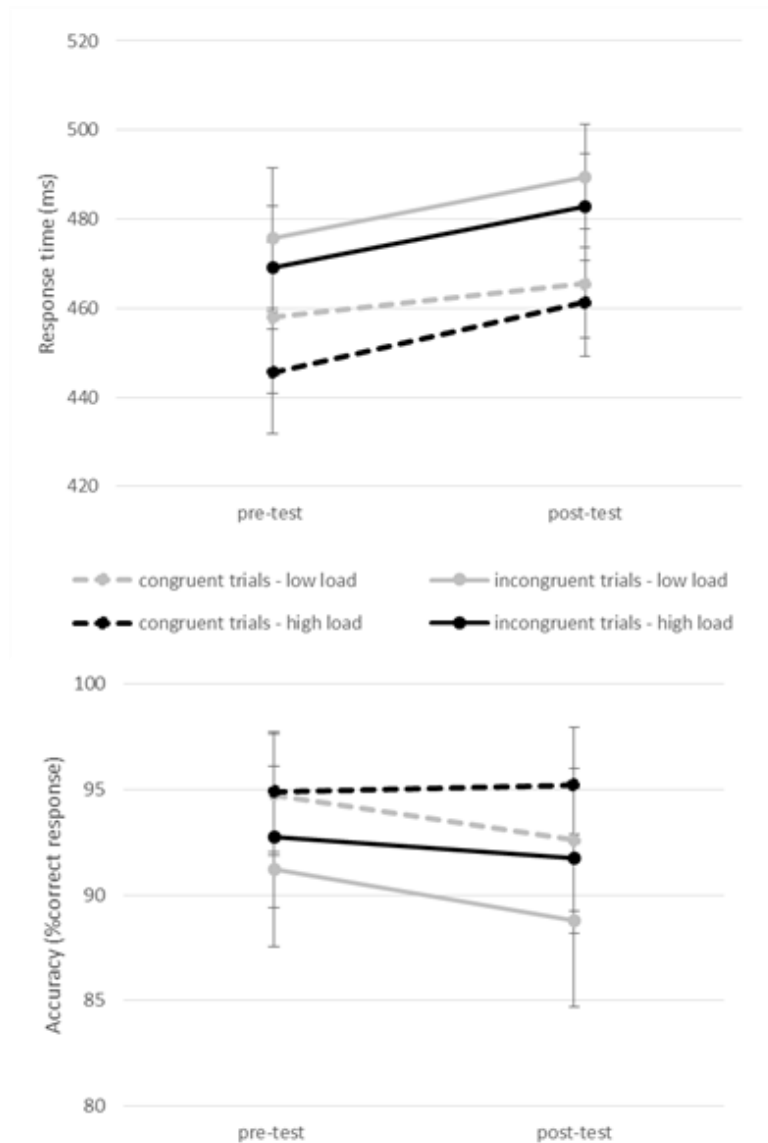 520
500
480
460
440
420
Response time (ms)
pre-test post-test
congruent trials - low load incongruent trials - low load
congruent trials - high load incongruent trials - high load
100
95
90
85
80
Accuracy (%correct response)
pre-test post-test